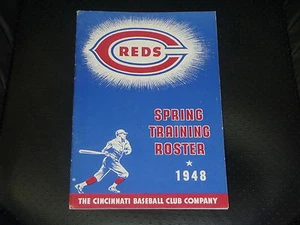 REDS
SPRING
TRAINING
ROSTER
1948
THE CINCINNATI BASEBALL CLUB COMPANY